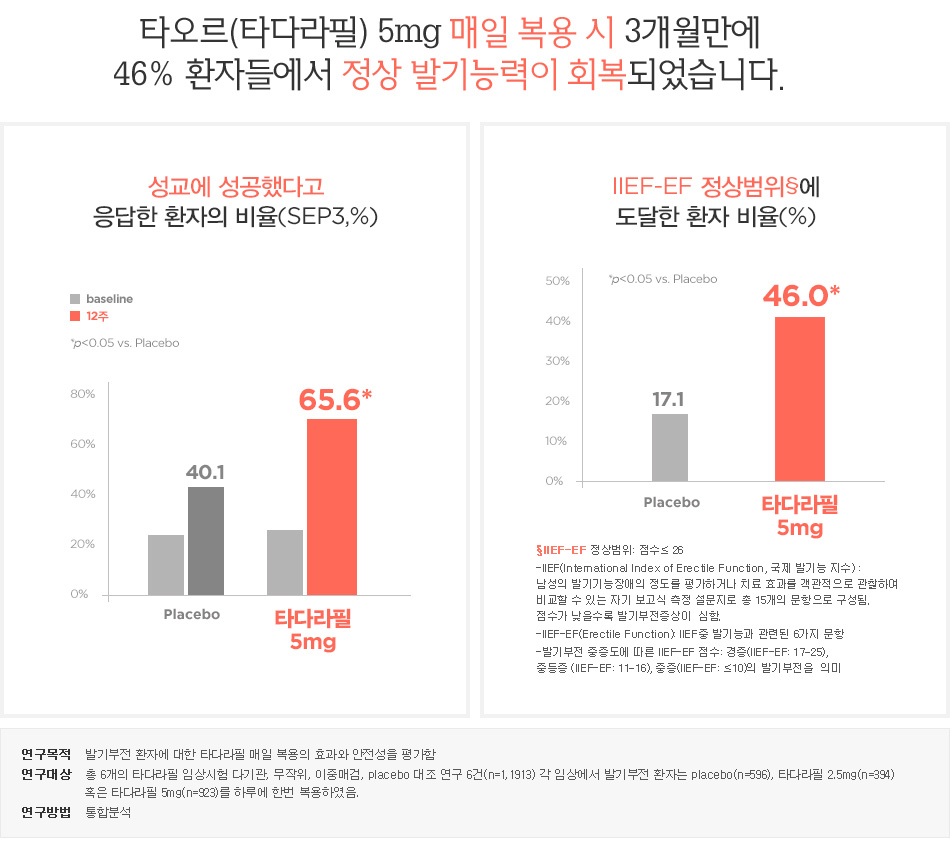 타오르(타다라필) 5mg 매일 복용 시 3개월만에
46% 환자들에서 정상 발기능력이 회복되었습니다.
성교에 성공했다고
응답한 환자의 비율(SEP3,%)
baseline
12주
*p<0.05 vs. Placebo
80%
60%
40%
20%
0%
40.1
65.6*
Placebo
타다라필
5mg
IIEF-EF 정상범위§에
도달한 환자 비율(%)
*p<0.05 vs. Placebo
50%
40%
30%
20%
10%
0%
17.1
46.0*
Placebo
타다라필
5mg
§IIEF-EF 정상범위: 점수≤ 26
-IIEF(International Index of Erectile Function, 국제 발기능 지수) :
남성의 발기기능장애의 정도를 평가하거나 치료 효과를 객관적으로 관찰하여
비교할 수 있는 자기 보고식 측정 설문지로 총 15개의 문항으로 구성됨.
점수가 낮을수록 발기부전증상이 심함.
-IIEF-EF(Erectile Function): IIEF중 발기능과 관련된 6가지 문항
-발기부전 중증도에 따른 IIEF-EF 점수: 경증(IIEF-EF: 17-25),
중등증 (IIEF-EF: 11-16), 중증(IIEF-EF: ≤10)의 발기부전을 의미
연구목적 발기부전 환자에 대한 타다라필 매일 복용의 효과와 안전성을 평가함
연구대상 총 6개의 타다라필 임상시험 다기관, 무작위, 이중매검, placebo 대조 연구 6건(n=1,1913) 각 임상에서 발기부전 환자는 placebo(n=596), 타다라필 2.5mg(n=394)
혹은 타다라필 5mg(n=923)를 하루에 한번 복용하였음.
연구방법 통합분석